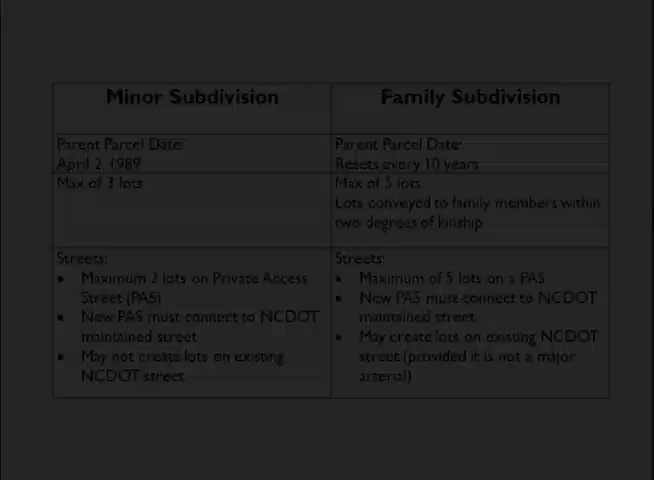 Minor Subdivision
Family Subdivision
Parent Parcel Date:
April 2, 1989
Parent Parcel Date:
Resets every 10 years
Max of 3 lots
Max of 5 lots
Lots conveyed to family members within
two degrees of kinship
Streets:
• Maximum 2 lots on Private Access
Street (PAS)
• New PAS must connect to NCDOT
maintained street
• May not create lots on existing
NCDOT street
Streets:
• Maximum of 5 lots on a PAS
• New PAS must connect to NCDOT
maintained street
• May create lots on existing NCDOT
street (provided it is not a major
arterial)